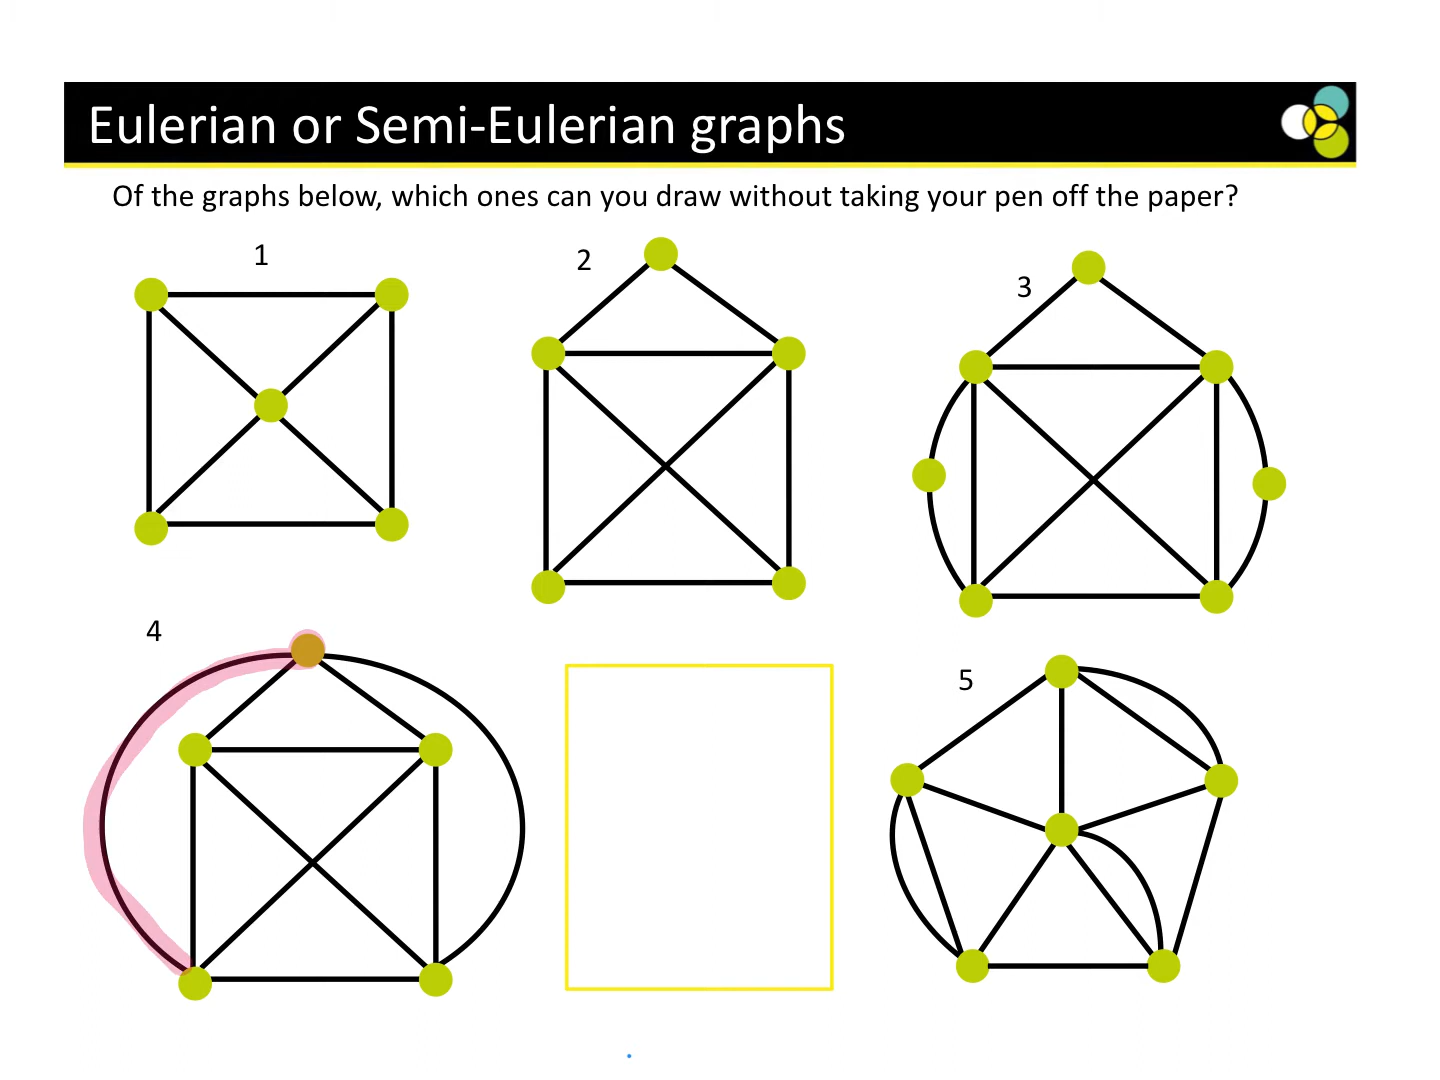 Eulerian or Semi-Eulerian graphs
Of the graphs below, which ones can you draw without taking your pen off the paper?
1
2
3
4
5